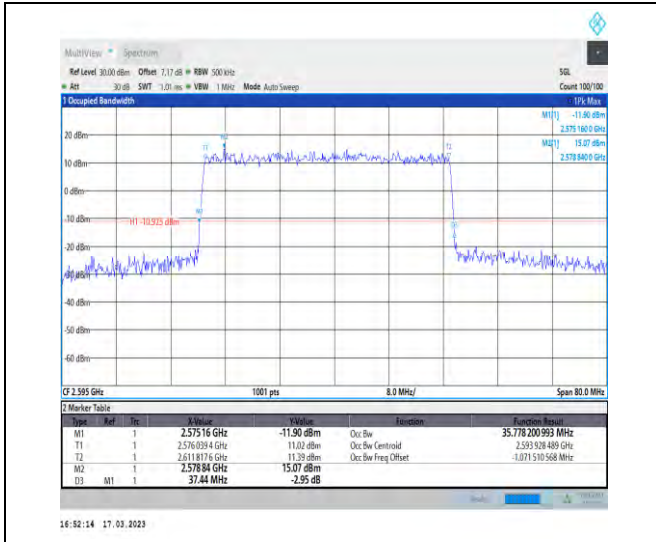 MultiView Spectrum
Ref Level 30.00 dBm Offset 7.17 dB RBW 500 kHz SGL
Att 30 dB SWT 1.01 ms VBW 1 MHz Mode Auto Sweep Count 100/100
1 Occupied Bandwidth 1Pk Max
M1[1] -11.90 dBm
2.575 160 0 GHz
M2[1] 15.07 dBm
2.578 840 0 GHz
20 dBm
T1 M2 T2
10 dBm
0 dBm
-10 dBm
H1 -10.925 dBm
-20 dBm
-30 dBm
-40 dBm
-50 dBm
-60 dBm
CF 2.595 GHz 1001 pts 8.0 MHz/ Span 80.0 MHz
2 Marker Table
Type Ref Trc X-Value Y-Value Function Function Result
M1 1 2.575 16 GHz -11.90 dBm Occ Bw 35.778 200 993 MHz
T1 1 2.576 039 4 GHz 11.02 dBm Occ Bw Centroid 2.593 928 489 GHz
T2 1 2.611 817 6 GHz 11.39 dBm Occ Bw Freq Offset -1.071 510 568 MHz
M2 1 2.578 84 GHz 15.07 dBm
D3 M1 1 37.44 MHz -2.95 dB
16:52:14 17.03.2023